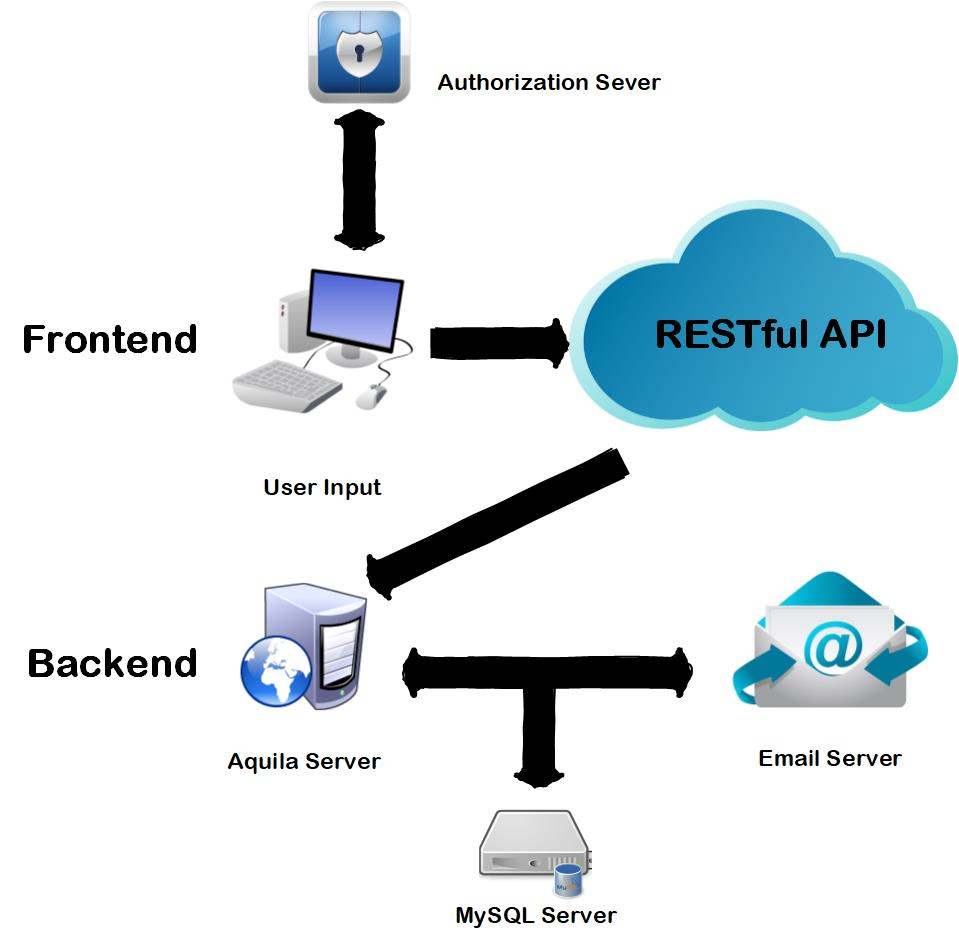 Authorization Sever
Frontend
RESTful API
User Input
Backend
Aquila Server
Email Server
@
MySQL Server